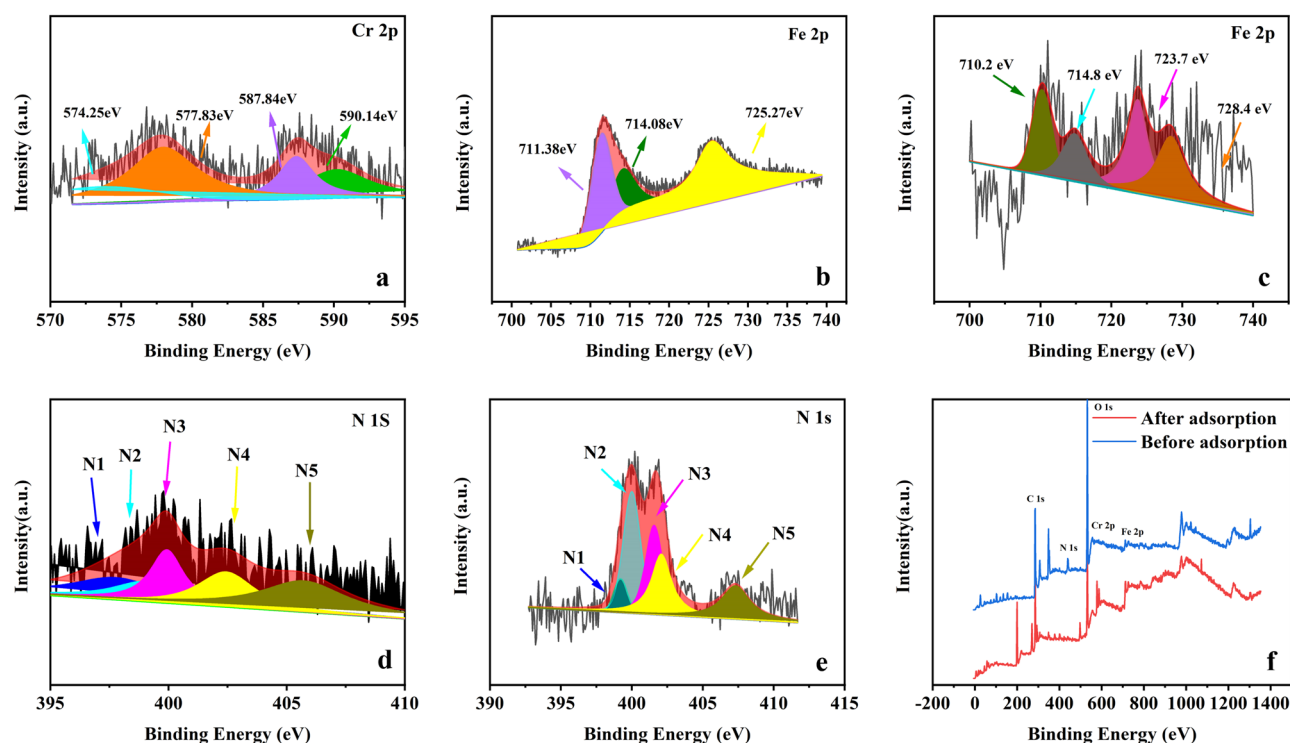 Cr 2p
574.25eV
577.83eV
587.84eV
590.14eV
a
Intensity (a.u.)
570 575 580 585 590 595
Binding Energy (eV)
Fe 2p
711.38eV
714.08eV
725.27eV
b
Intensity (a.u.)
700 705 710 715 720 725 730 735 740
Binding Energy (eV)
Fe 2p
710.2 eV
714.8 eV
723.7 eV
728.4 eV
c
Intensity (a.u.)
700 710 720 730 740
Binding Energy (eV)
N 1S
N1
N2
N3
N4
N5
d
Intensity(a.u.)
395 400 405 410
Binding Energy (eV)
N 1s
N1
N2
N3
N4
N5
e
Intensity(a.u.)
390 395 400 405 410 415
Binding Energy (eV)
O 1s
After adsorption
Before adsorption
C 1s
N 1s
Cr 2p
Fe 2p
f
Intensity(a.u.)
-200 0 200 400 600 800 1000 1200 1400
Binding Energy (eV)